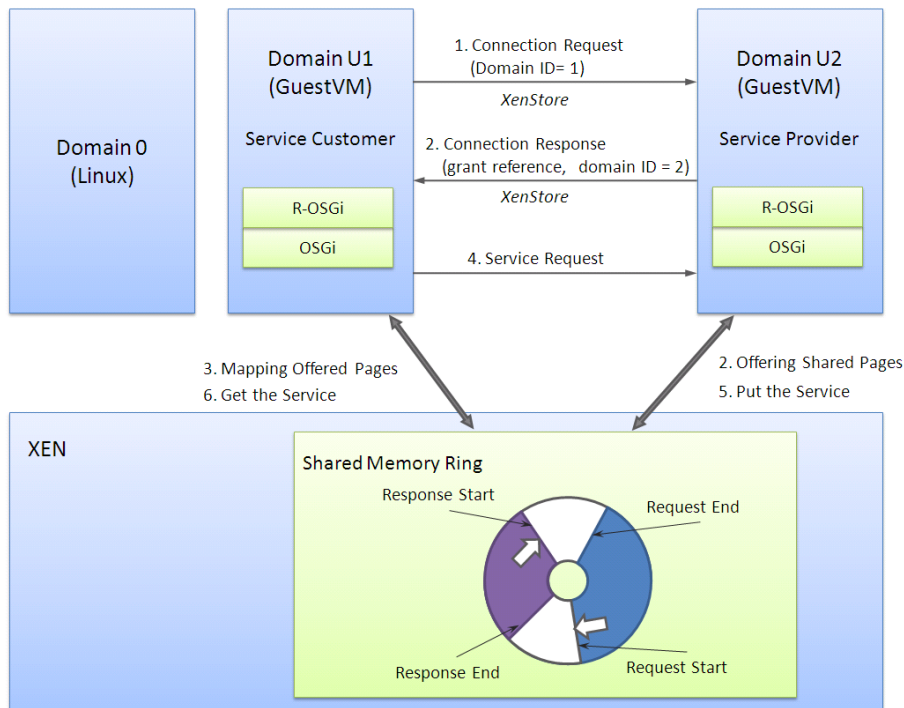 Domain 0
(Linux)
Domain U1
(GuestVM)
Service Customer
R-OSGi
OSGi
1. Connection Request
(Domain ID= 1)
XenStore
2. Connection Response
(grant reference, domain ID = 2)
XenStore
4. Service Request
Domain U2
(GuestVM)
Service Provider
R-OSGi
OSGi
3. Mapping Offered Pages
6. Get the Service
2. Offering Shared Pages
5. Put the Service
XEN
Shared Memory Ring
Response Start
Request End
Response End
Request Start